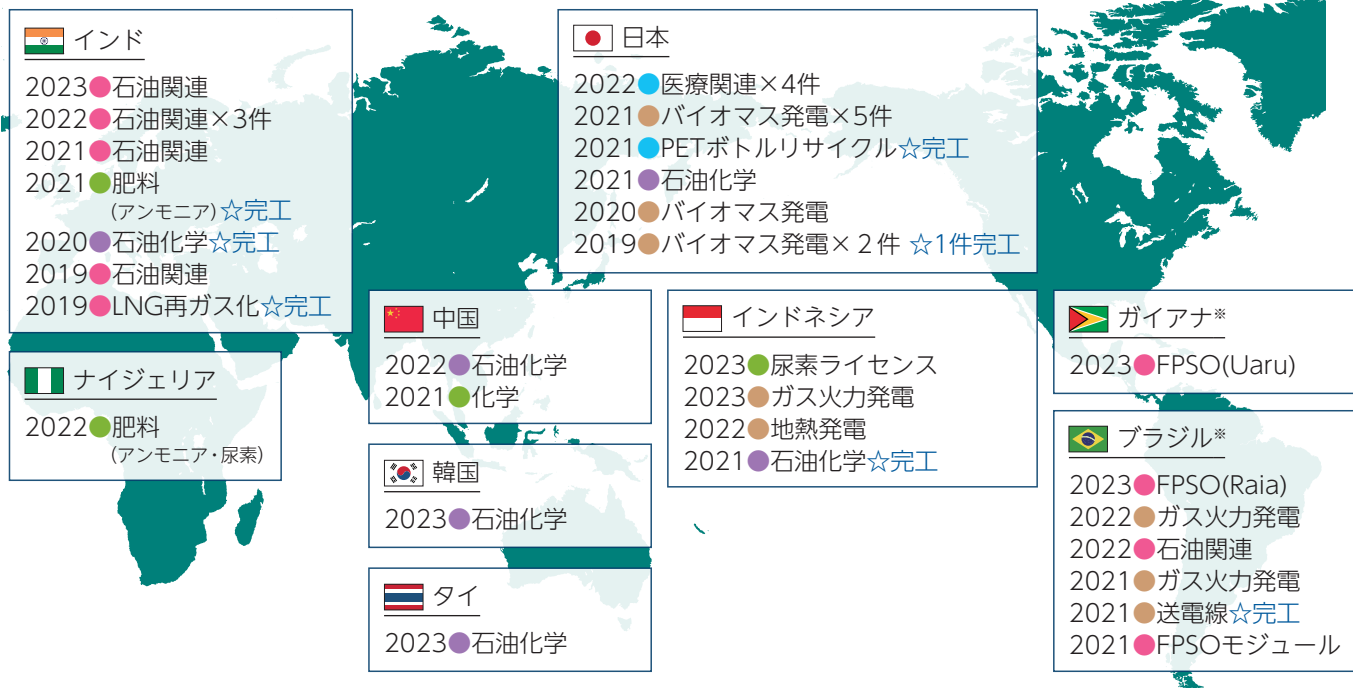 インド
2023●石油関連
2022●石油関連×3件
2021●石油関連
2021●肥料
(アンモニア)☆完工
2020●石油化学☆完工
2019●石油関連
2019●LNG再ガス化☆完工
ナイジェリア
2022●肥料
(アンモニア・尿素)
日本
2022●医療関連×4件
2021●バイオマス発電×5件
2021●PETボトルリサイクル☆完工
2021●石油化学
2020●バイオマス発電
2019●バイオマス発電×2件 ☆1件完工
中国
2022●石油化学
2021●化学
韓国
2023●石油化学
タイ
2023●石油化学
インドネシア
2023●尿素ライセンス
2023●ガス火力発電
2022●地熱発電
2021●石油化学☆完工
ガイアナ※
2023●FPSO(Uaru)
ブラジル※
2023●FPSO(Raia)
2022●ガス火力発電
2022●石油関連
2021●ガス火力発電
2021●送電線☆完工
2021●FPSOモジュール